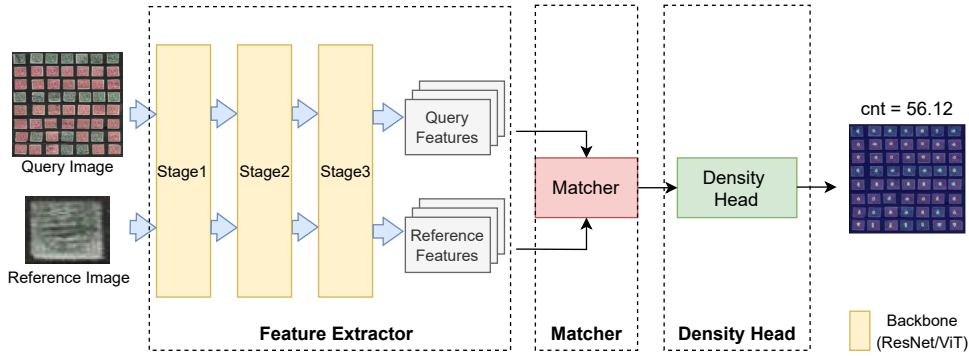 Query Image
Reference Image
Stage1
Stage2
Stage3
Query
Features
Reference
Features
Feature Extractor
Matcher
Matcher
Density
Head
Density Head
cnt = 56.12
Backbone
(ResNet/ViT)